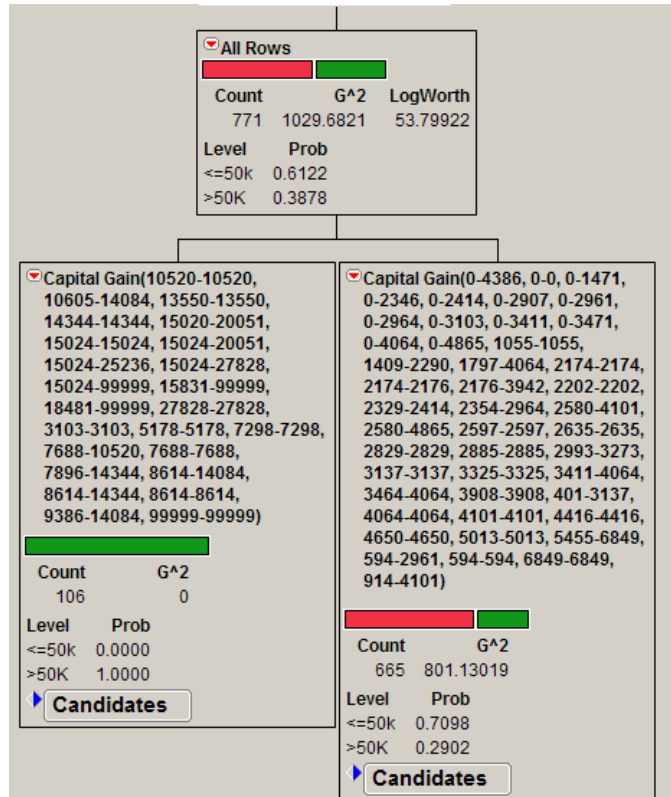 All Rows
Count G^2 LogWorth
771 1029.6821 53.79922
Level Prob
<=50k 0.6122
>50K 0.3878
Capital Gain(10520-10520,
10605-14084, 13550-13550,
14344-14344, 15020-20051,
15024-15024, 15024-20051,
15024-25236, 15024-27828,
15024-99999, 15831-99999,
18481-99999, 27828-27828,
3103-3103, 5178-5178, 7298-7298,
7688-10520, 7688-7688,
7896-14344, 8614-14084,
8614-14344, 8614-8614,
9386-14084, 99999-99999)
Count G^2
106 0
Level Prob
<=50k 0.0000
>50K 1.0000
Candidates
Capital Gain(0-4386, 0-0, 0-1471,
0-2346, 0-2414, 0-2907, 0-2961,
0-2964, 0-3103, 0-3411, 0-3471,
0-4064, 0-4865, 1055-1055,
1409-2290, 1797-4064, 2174-2174,
2174-2176, 2176-3942, 2202-2202,
2329-2414, 2354-2964, 2580-4101,
2580-4865, 2597-2597, 2635-2635,
2829-2829, 2885-2885, 2993-3273,
3137-3137, 3325-3325, 3411-4064,
3464-4064, 3908-3908, 401-3137,
4064-4064, 4101-4101, 4416-4416,
4650-4650, 5013-5013, 5455-6849,
594-2961, 594-594, 6849-6849,
914-4101)
Count G^2
665 801.13019
Level Prob
<=50k 0.7098
>50K 0.2902
Candidates